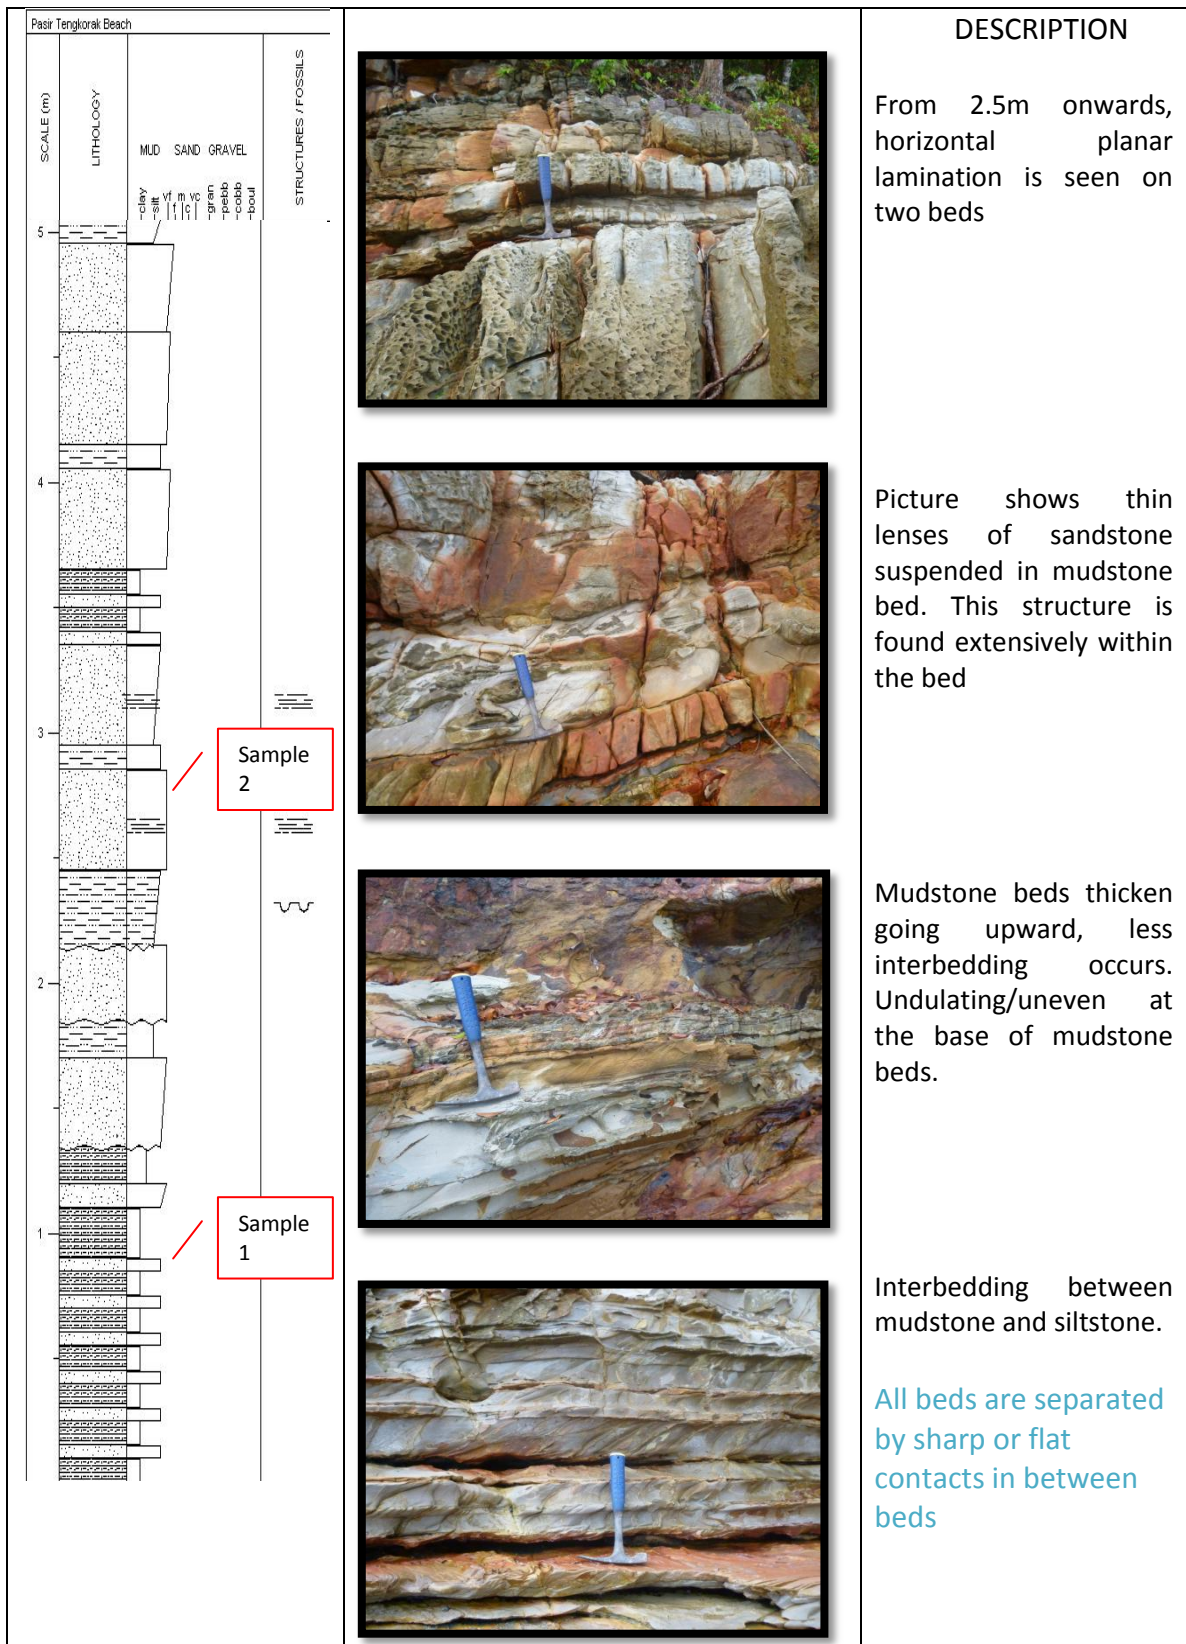 Pasir Tengkorak Beach
SCALE (m)
LITHOLOGY
MUD SAND GRAVEL
clay
silt
vf
f
m
c
vc
gran
pebb
cobb
boul
STRUCTURES / FOSSILS
5
4
3
2
1
Sample
2
Sample
1
DESCRIPTION
From 2.5m onwards,
horizontal planar
lamination is seen on
two beds
Picture shows thin
lenses of sandstone
suspended in mudstone
bed. This structure is
found extensively within
the bed
Mudstone beds thicken
going upward, less
interbedding occurs.
Undulating/uneven at
the base of mudstone
beds.
Interbedding between
mudstone and siltstone.
All beds are separated
by sharp or flat
contacts in between
beds